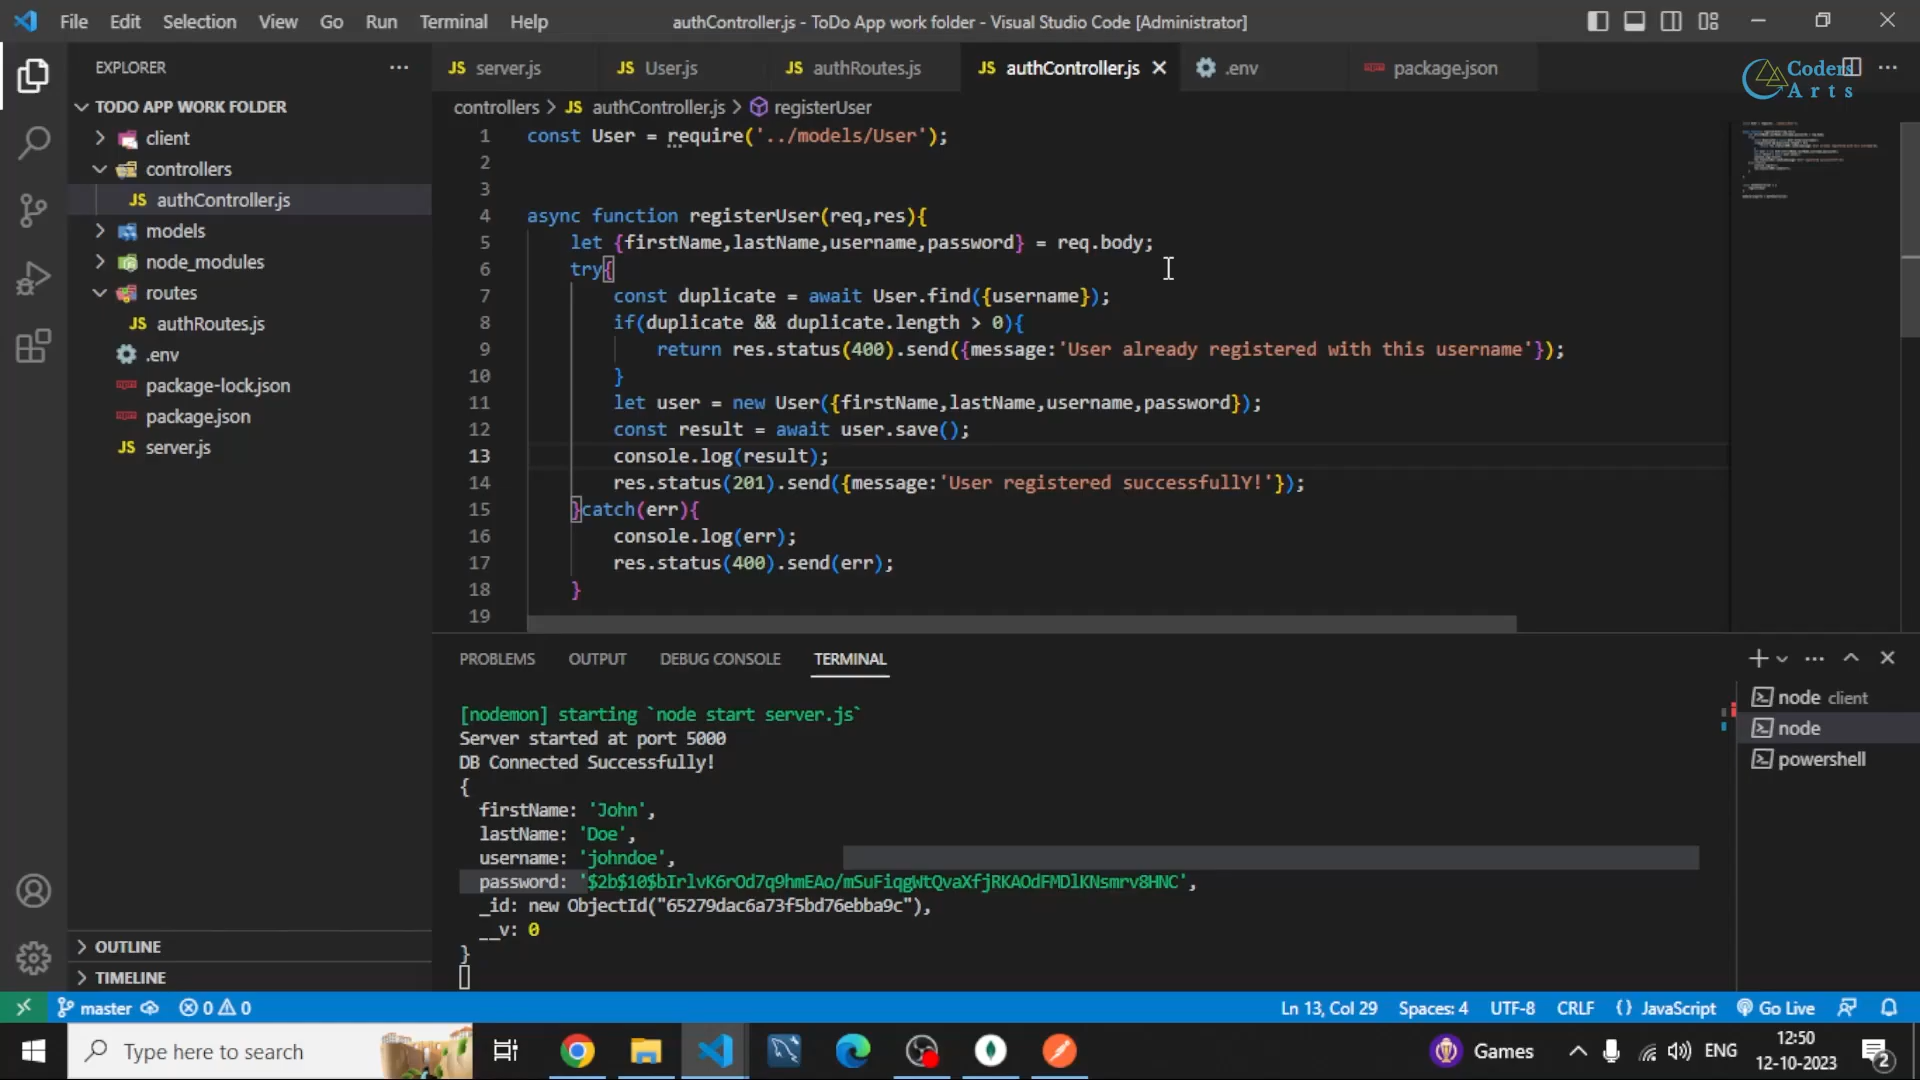 File Edit Selection View Go Run Terminal Help
authController.js - ToDo App work folder - Visual Studio Code [Administrator]
EXPLORER
TODO APP WORK FOLDER
client
controllers
JS authController.js
models
node_modules
routes
JS authRoutes.js
.env
package-lock.json
package.json
JS server.js
OUTLINE
TIMELINE
JS server.js JS User.js JS authRoutes.js JS authController.js .env package.json
Coders
Arts
controllers > JS authController.js > registerUser
1 const User = require('../models/User');
2
3
4 async function registerUser(req,res){
5 let {firstName,lastName,username,password} = req.body;
6 try{
7 const duplicate = await User.find({username});
8 if(duplicate && duplicate.length > 0){
9 return res.status(400).send({message:'User already registered with this username'});
10 }
11 let user = new User({firstName,lastName,username,password});
12 const result = await user.save();
13 console.log(result);
14 res.status(201).send({message:'User registered successfullY!'});
15 }catch(err){
16 console.log(err);
17 res.status(400).send(err);
18 }
19
PROBLEMS OUTPUT DEBUG CONSOLE TERMINAL
[nodemon] starting `node start server.js`
Server started at port 5000
DB Connected Successfully!
{
firstName: 'John',
lastName: 'Doe',
username: 'johndoe',
password: '$2b$10$bIrlvK6rOd7q9hmEAo/mSuFiqgWtQvaXfjRKAOdFMDlKNsmrv8HNC',
_id: new ObjectId("65279dac6a73f5bd76ebba9c"),
__v: 0
}
node client
node
powershell
master 0 0 Ln 13, Col 29 Spaces: 4 UTF-8 CRLF {} JavaScript Go Live
Type here to search
Games
ENG
12:50
12-10-2023
2